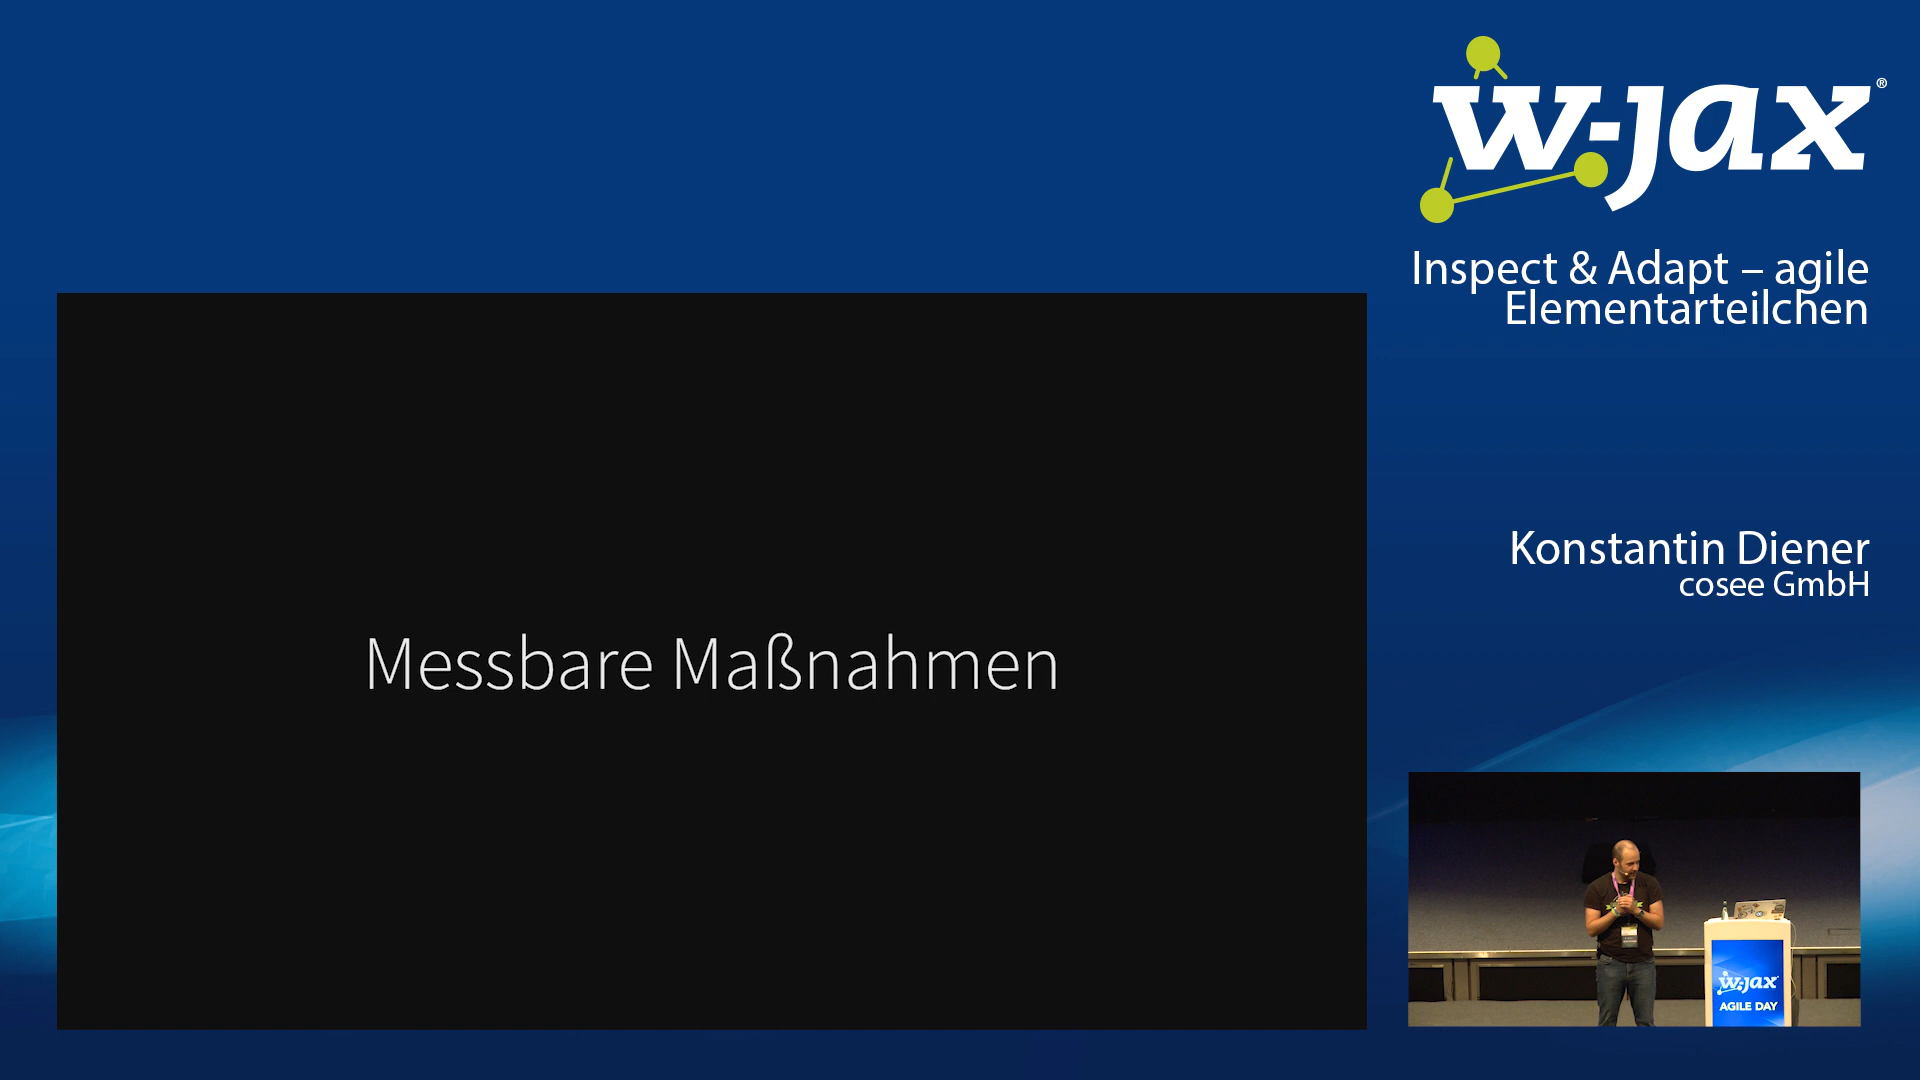 w-jax®
Inspect & Adapt – agile
Elementarteilchen
Messbare Maßnahmen
Konstantin Diener
cosee GmbH
w-jax
AGILE DAY